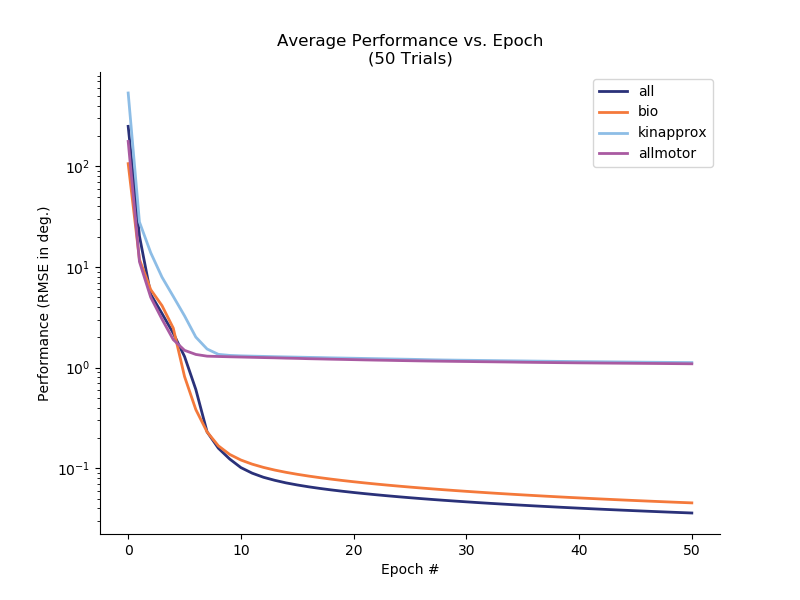 Average Performance vs. Epoch
(50 Trials)
all
bio
kinapprox
allmotor
Performance (RMSE in deg.)
10²
10¹
10⁰
10⁻¹
0 10 20 30 40 50
Epoch #